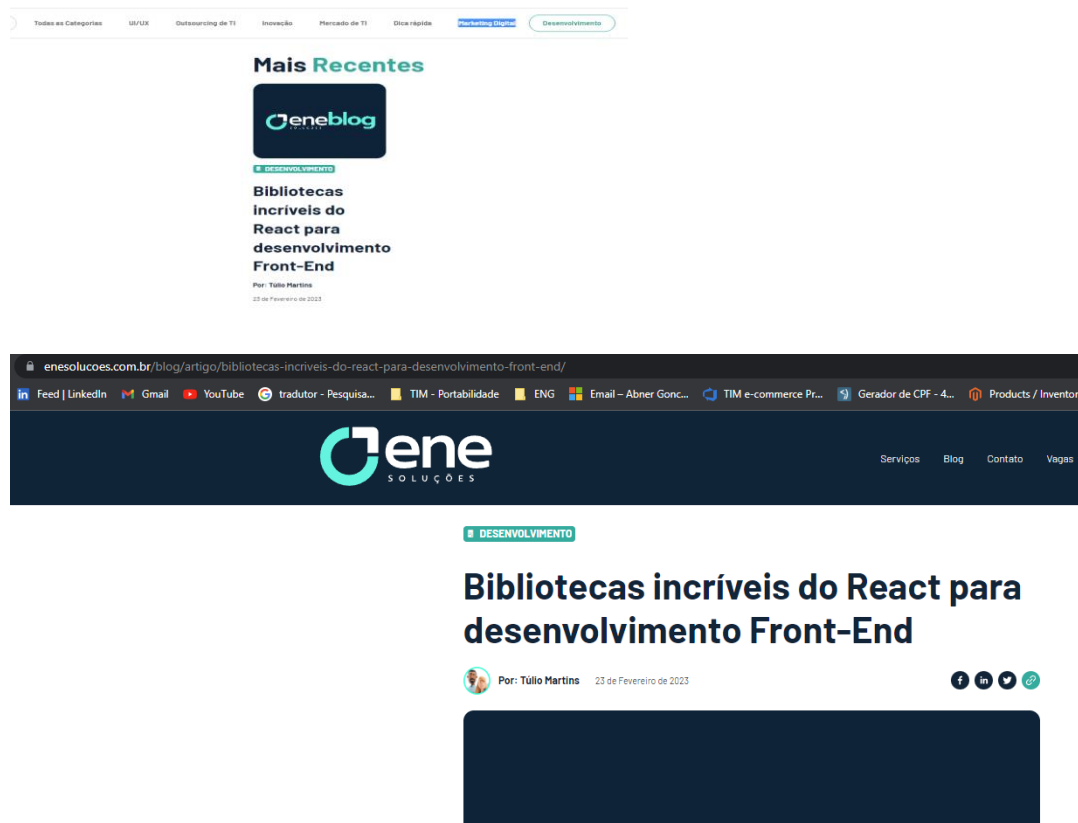 Todas as Categorias UI/UX Outsourcing de TI Inovação Mercado de TI Dica rápida Marketing Digital Desenvolvimento
Mais Recentes
eneblog
DESENVOLVIMENTO
Bibliotecas
incríveis do
React para
desenvolvimento
Front-End
Por: Túlio Martins
23 de Fevereiro de 2023
enesolucoes.com.br/blog/artigo/bibliotecas-incriveis-do-react-para-desenvolvimento-front-end/
Feed | LinkedIn Gmail YouTube tradutor - Pesquisa... TIM - Portabilidade ENG Email – Abner Gonc... TIM e-commerce Pr... Gerador de CPF - 4... Products / Inventor
ene
SOLUÇÕES
Serviços Blog Contato Vagas
DESENVOLVIMENTO
Bibliotecas incríveis do React para
desenvolvimento Front-End
Por: Túlio Martins 23 de Fevereiro de 2023